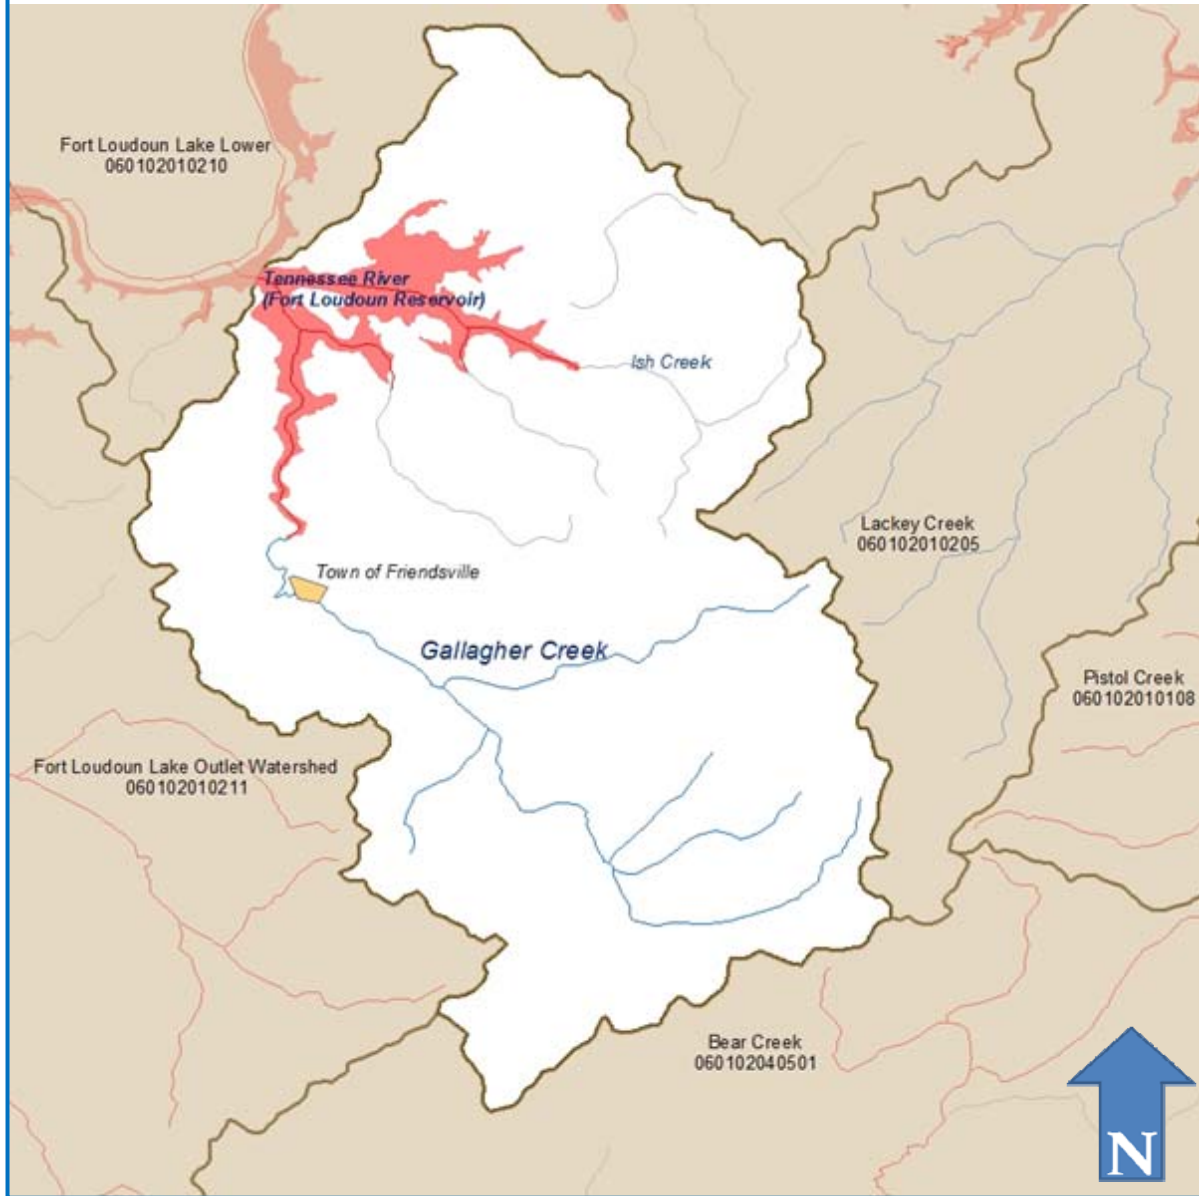 Fort Loudoun Lake Lower
060102010210
Tennessee River
(Fort Loudoun Reservoir)
Ish Creek
Lackey Creek
060102010205
Town of Friendsville
Gallagher Creek
Pistol Creek
060102010108
Fort Loudoun Lake Outlet Watershed
060102010211
Bear Creek
060102040501
N